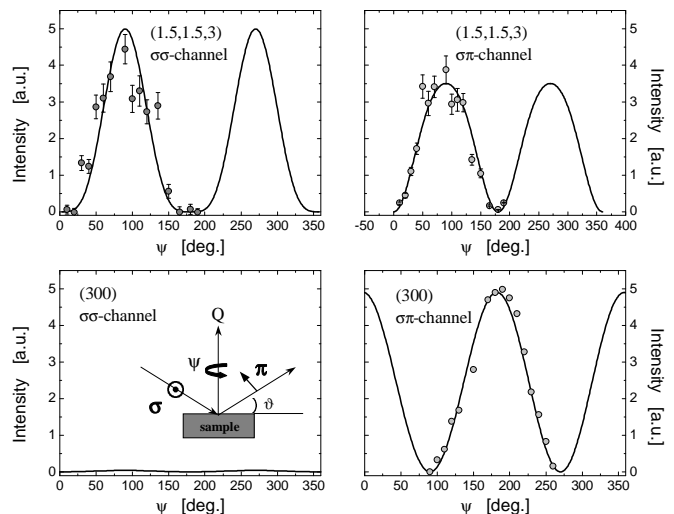 (1.5,1.5,3)
σσ-channel
Intensity [a.u.]
5
4
3
2
1
0
0 50 100 150 200 250 300 350
ψ [deg.]
(1.5,1.5,3)
σπ-channel
Intensity [a.u.]
5
4
3
2
1
0
-50 0 50 100 150 200 250 300 350 400
ψ [deg.]
(300)
σσ-channel
Intensity [a.u.]
5
4
3
2
1
0
Q
ψ
π
σ
ϑ
sample
0 50 100 150 200 250 300 350
ψ [deg.]
(300)
σπ-channel
Intensity [a.u.]
5
4
3
2
1
0
0 50 100 150 200 250 300 350
ψ [deg.]